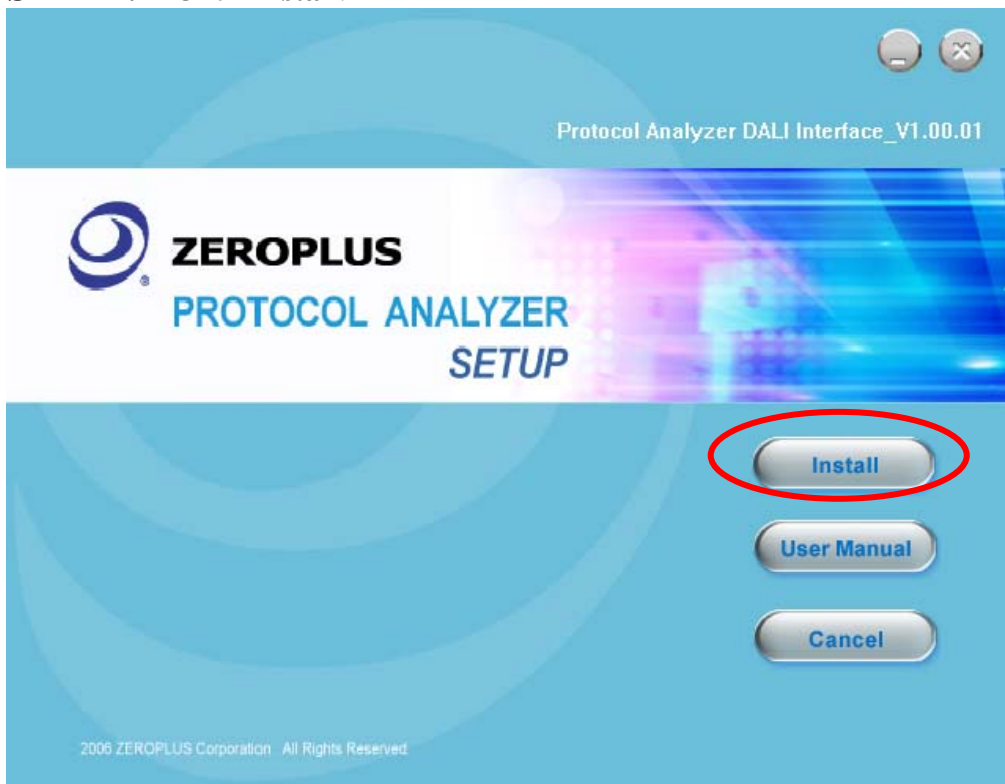 Protocol Analyzer DALI Interface_V1.00.01
ZEROPLUS
PROTOCOL ANALYZER
SETUP
Install
User Manual
Cancel
2006 ZEROPLUS Corporation All Rights Reserved